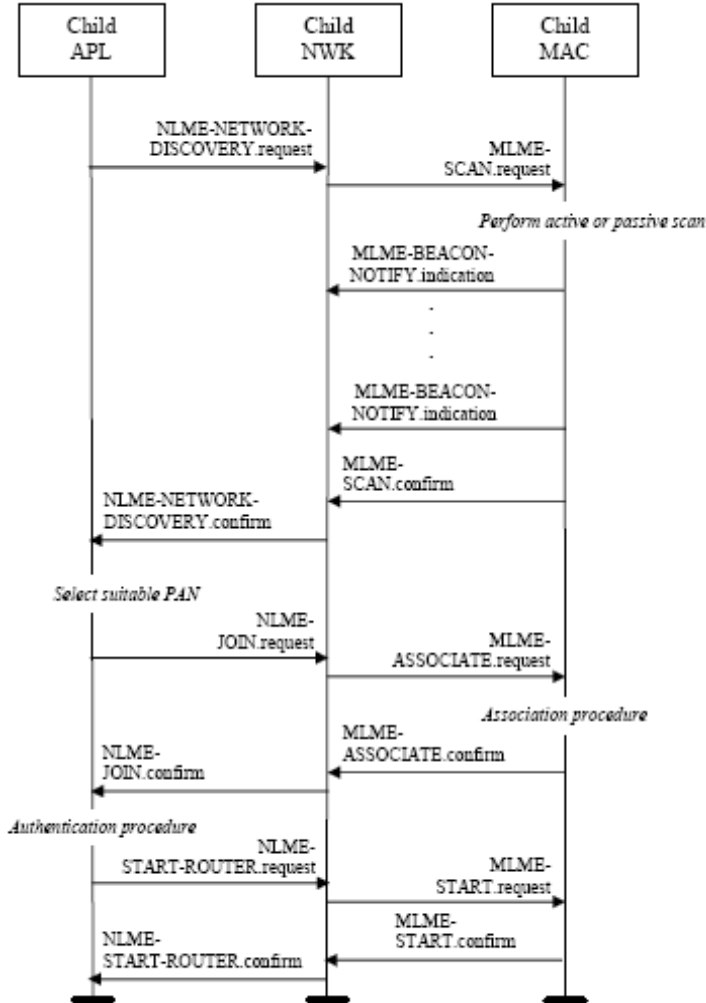 Child
APL
Child
NWK
Child
MAC
NLME-NETWORK-
DISCOVERY.request
MLME-
SCAN.request
Perform active or passive scan
MLME-BEACON-
NOTIFY.indication
.
.
.
MLME-BEACON-
NOTIFY.indication
MLME-
SCAN.confirm
NLME-NETWORK-
DISCOVERY.confirm
Select suitable PAN
NLME-
JOIN.request
MLME-
ASSOCIATE.request
Association procedure
MLME-
ASSOCIATE.confirm
NLME-
JOIN.confirm
Authentication procedure
NLME-
START-ROUTER.request
MLME-
START.request
MLME-
START.confirm
NLME-
START-ROUTER.confirm